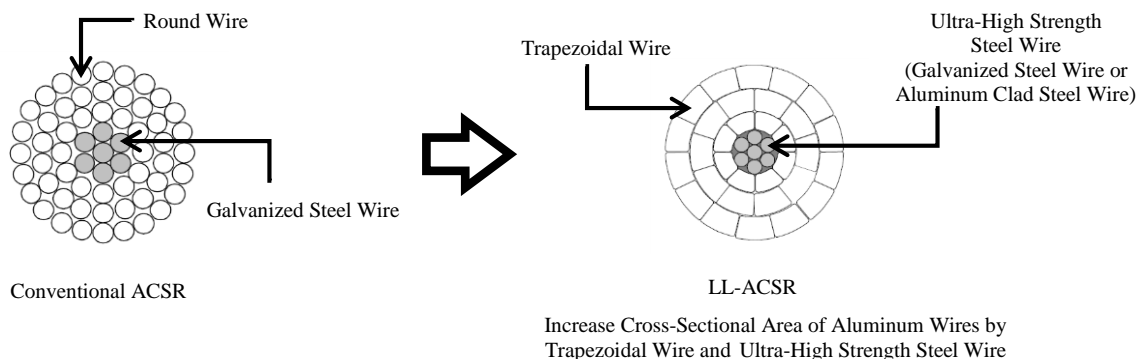 Round Wire
Galvanized Steel Wire
Conventional ACSR
Trapezoidal Wire
Ultra-High Strength
Steel Wire
(Galvanized Steel Wire or
Aluminum Clad Steel Wire)
LL-ACSR
Increase Cross-Sectional Area of Aluminum Wires by
Trapezoidal Wire and Ultra-High Strength Steel Wire